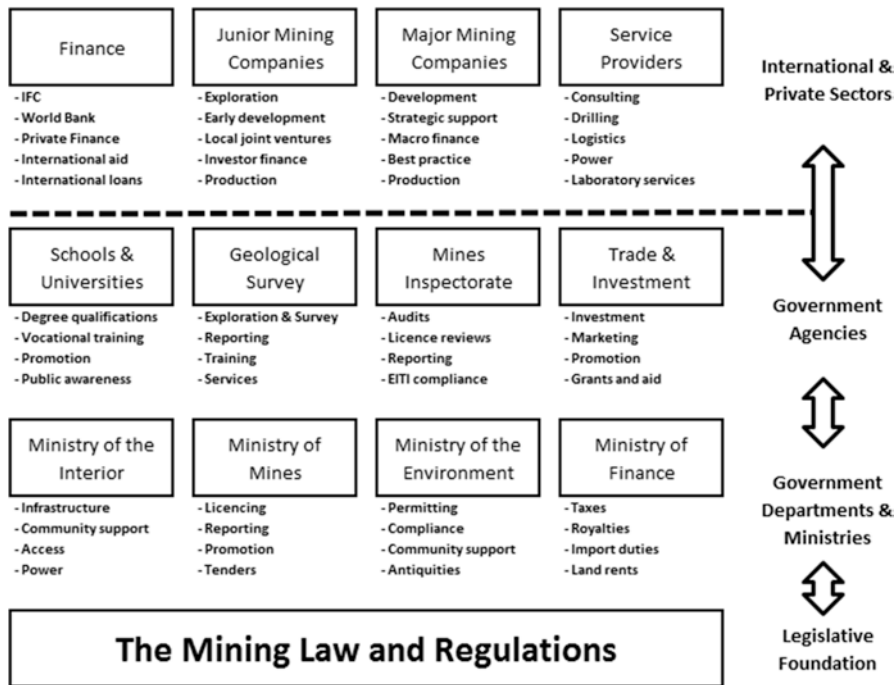 Finance
- IFC
- World Bank
- Private Finance
- International aid
- International loans
Junior Mining
Companies
- Exploration
- Early development
- Local joint ventures
- Investor finance
- Production
Major Mining
Companies
- Development
- Strategic support
- Macro finance
- Best practice
- Production
Service
Providers
- Consulting
- Drilling
- Logistics
- Power
- Laboratory services
International &
Private Sectors
Schools &
Universities
- Degree qualifications
- Vocational training
- Promotion
- Public awareness
Geological
Survey
- Exploration & Survey
- Reporting
- Training
- Services
Mines
Inspectorate
- Audits
- Licence reviews
- Reporting
- EITI compliance
Trade &
Investment
- Investment
- Marketing
- Promotion
- Grants and aid
Government
Agencies
Ministry of the
Interior
- Infrastructure
- Community support
- Access
- Power
Ministry of
Mines
- Licencing
- Reporting
- Promotion
- Tenders
Ministry of the
Environment
- Permitting
- Compliance
- Community support
- Antiquities
Ministry of
Finance
- Taxes
- Royalties
- Import duties
- Land rents
Government
Departments &
Ministries
The Mining Law and Regulations
Legislative
Foundation